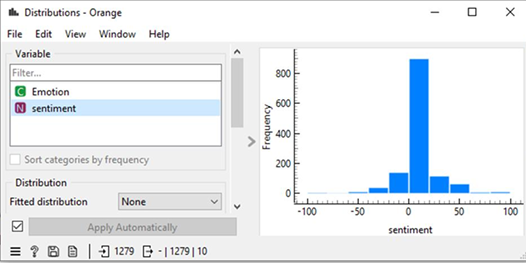 Distributions - Orange
File Edit View Window Help
Variable
Filter...
C Emotion
N sentiment
Sort categories by frequency
Distribution
Fitted distribution None
Apply Automatically
1279 - | 1279 | 10
Frequency
800
600
400
200
0
-100 -50 0 50 100
sentiment